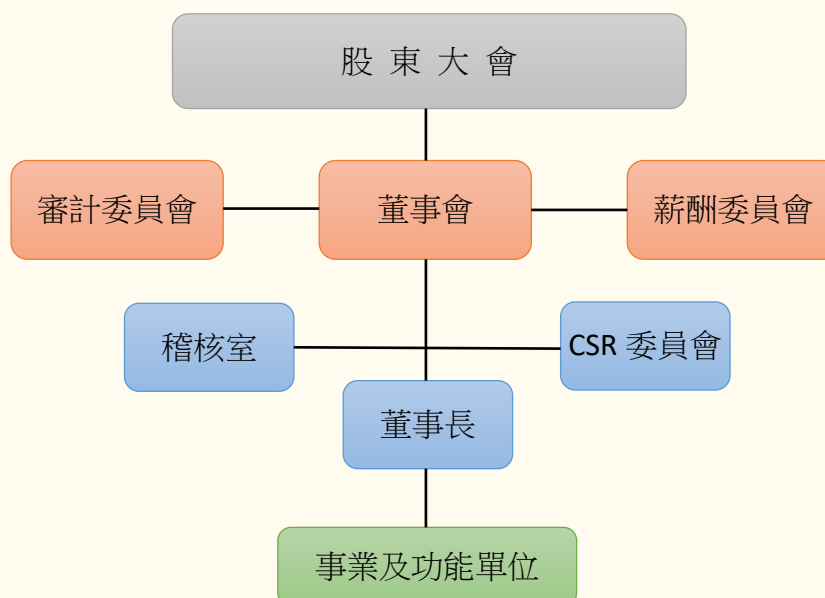 股 東 大 會
審計委員會
董事會
薪酬委員會
稽核室
CSR 委員會
董事長
事業及功能單位